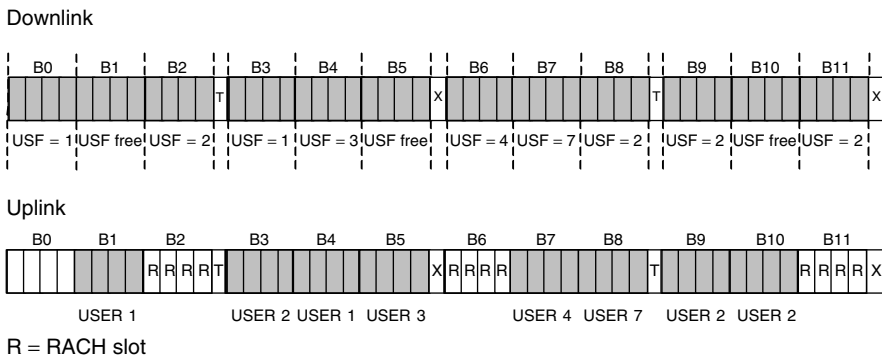 Downlink
B0 B1 B2 B3 B4 B5 B6 B7 B8 B9 B10 B11
T X T X
USF = 1 USF free USF = 2 USF = 1 USF = 3 USF free USF = 4 USF = 7 USF = 2 USF = 2 USF free USF = 2
Uplink
B0 B1 B2 B3 B4 B5 B6 B7 B8 B9 B10 B11
R R R R T X R R R R T R R R R X
USER 1 USER 2 USER 1 USER 3 USER 4 USER 7 USER 2 USER 2
R = RACH slot